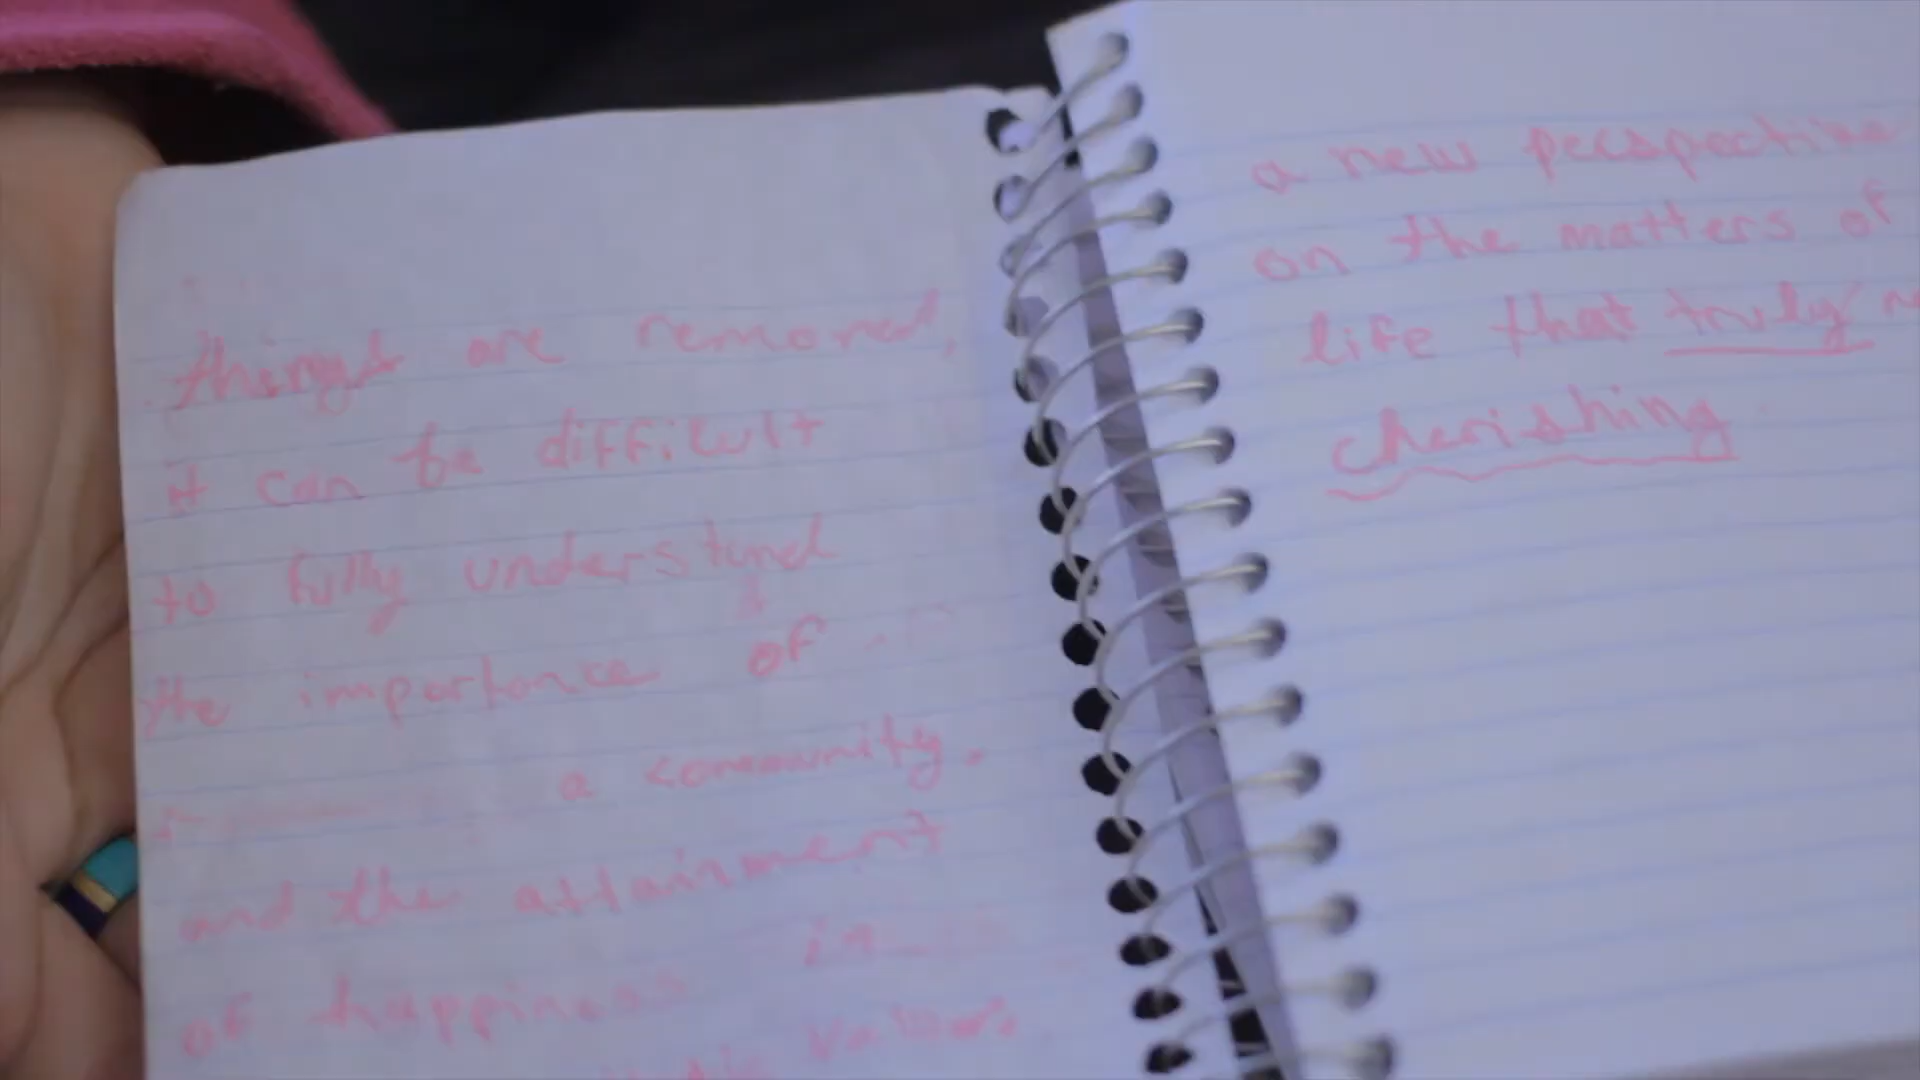 things are removed,
it can be difficult
to fully understand
the importance of
a community.
and the attainment
of happiness in
a new perspective
on the matters of
life that truly
cherishing